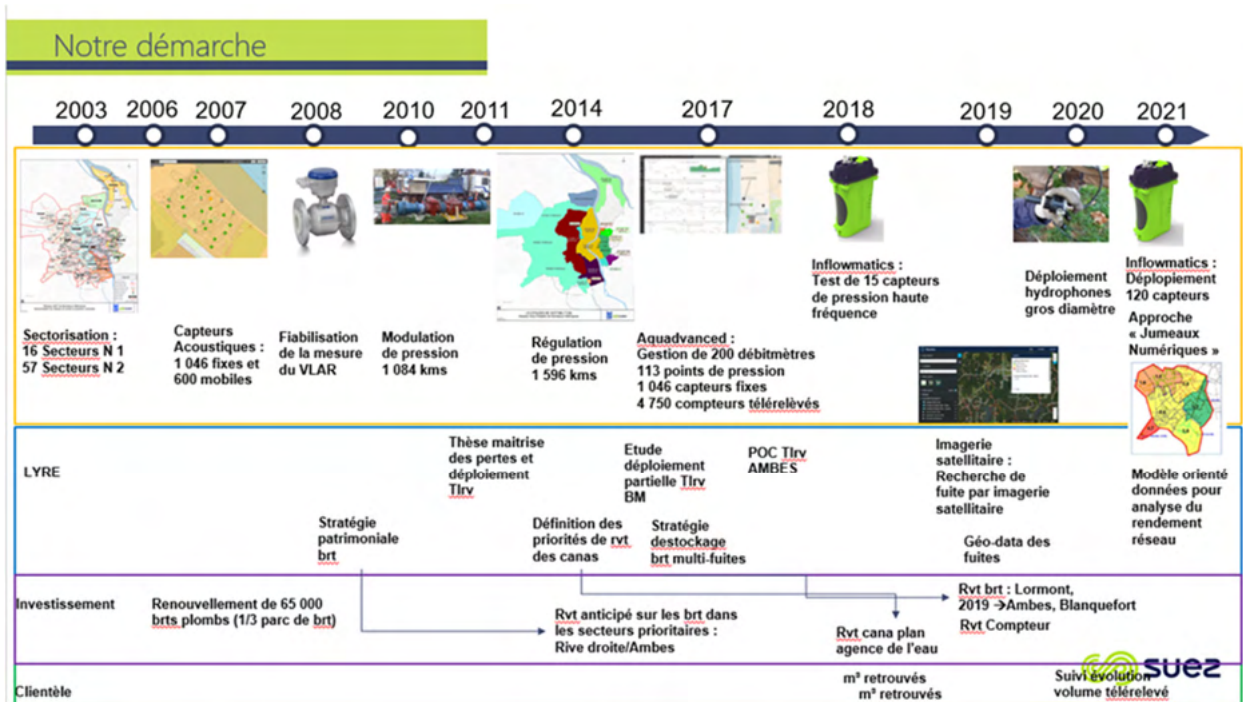 Notre démarche
2003 2006 2007 2008 2010 2011 2014 2017 2018 2019 2020 2021
Sectorisation :
16 Secteurs N 1
57 Secteurs N 2
Capteurs
Acoustiques :
1 046 fixes et
600 mobiles
Fiabilisation
de la mesure
du VLAR
Modulation
de pression
1 084 kms
Régulation
de pression
1 596 kms
Aquadvanced :
Gestion de 200 débitmètres
113 points de pression
1 046 capteurs fixes
4 750 compteurs télérelèvés
Inflowmatics :
Test de 15 capteurs
de pression haute
fréquence
Déploiement
hydrophones
gros diamètre
Inflowmatics :
Déplopiement
120 capteurs
Approche
« Jumeaux
Numériques »
LYRE
Thèse maitrise
des pertes et
déploiement
Tlrv
Etude
déploiement
partielle Tlrv
BM
POC Tlrv
AMBES
Imagerie
satellitaire :
Recherche de
fuite par imagerie
satellitaire
Modèle orienté
données pour
analyse du
rendement
réseau
Stratégie
patrimoniale
brt
Définition des
priorités de rvt
des canas
Stratégie
destockage
brt multi-fuites
Géo-data des
fuites
Investissement
Renouvellement de 65 000
brts plombs (1/3 parc de brt)
Rvt anticipé sur les brt dans
les secteurs prioritaires :
Rive droite/Ambes
Rvt cana plan
agence de l'eau
Rvt brt : Lormont,
2019 →Ambes, Blanquefort
Rvt Compteur
suez
Clientèle
m³ retrouvés
m³ retrouvés
Suivi évolution
volume télérelevé